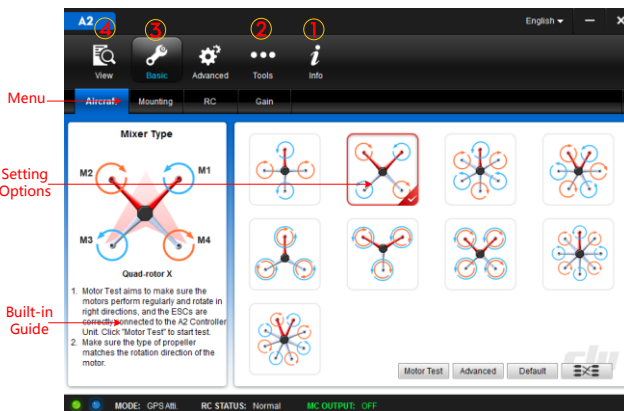 A2
English
④
③
②
①
View
Basic
Advanced
Tools
Info
Menu
Aircraft
Mounting
RC
Gain
Mixer Type
M2
M1
M3
M4
Quad-rotor X
Setting
Options
1. Motor Test aims to make sure the
motors perform regularly and rotate in
right directions, and the ESCs are
correctly connected to the A2 Controller
Unit. Click "Motor Test" to start test.
2. Make sure the type of propeller
matches the rotation direction of the
motor.
Built-in
Guide
Motor Test
Advanced
Default
dji
MODE: GPS Atti.
RC STATUS: Normal
MC OUTPUT: OFF